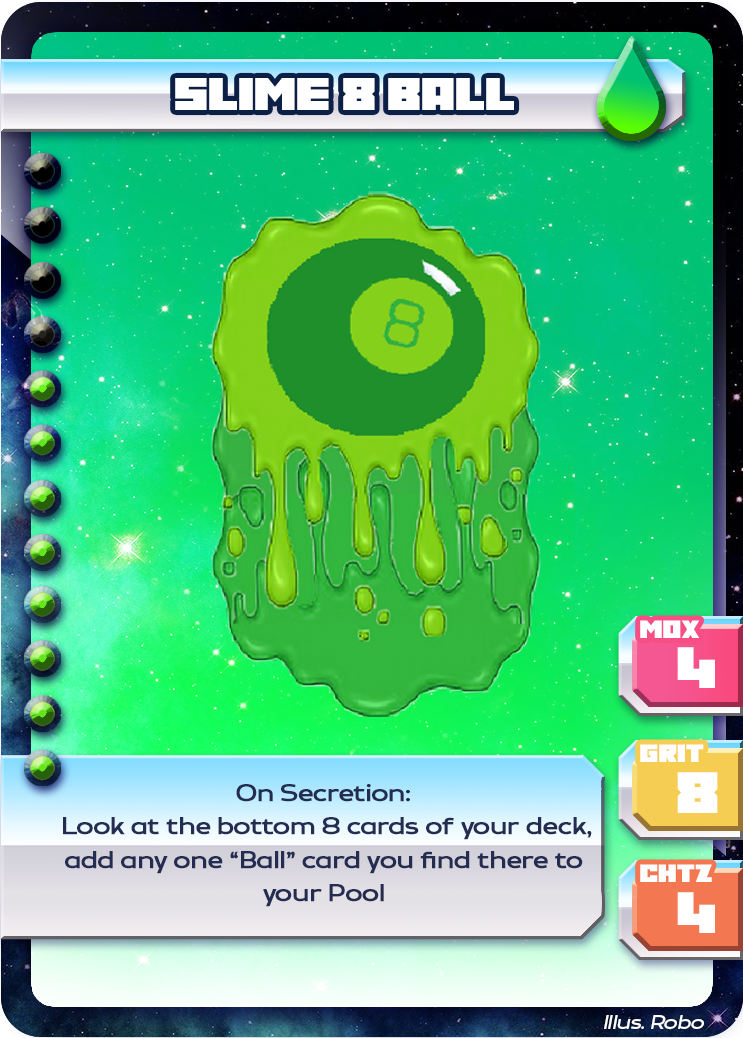 SLIME 8 BALL
8
MOX
4
GRIT
8
CHTZ
4
On Secretion:
Look at the bottom 8 cards of your deck,
add any one “Ball” card you find there to
your Pool
Illus. Robo